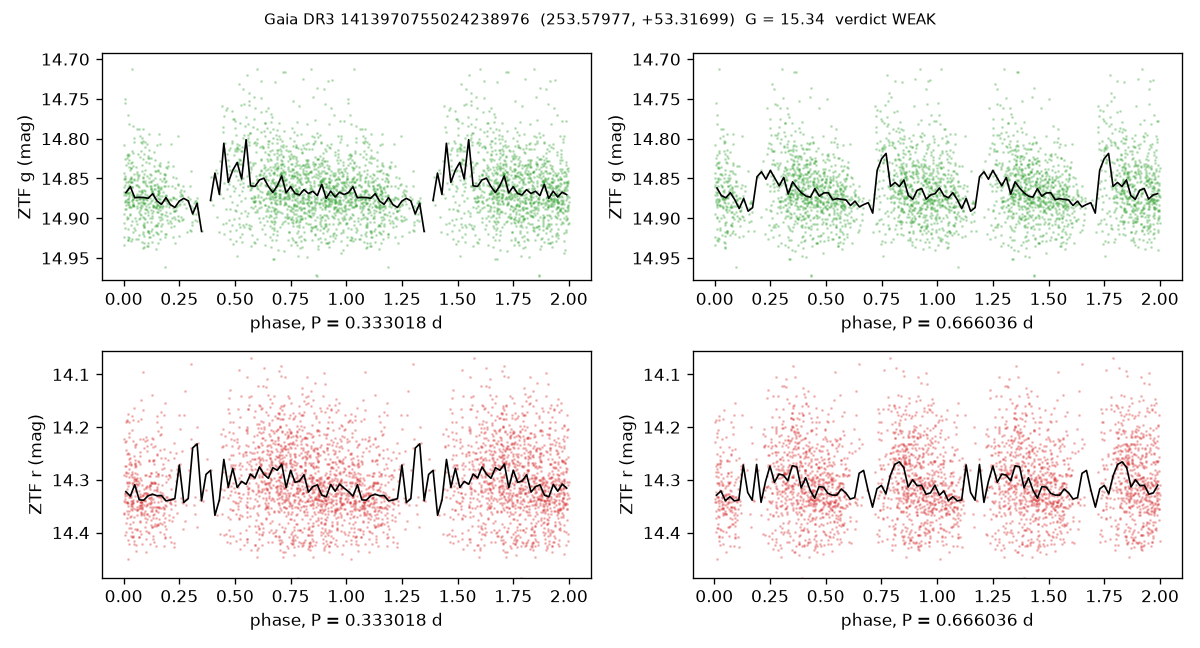 Gaia DR3 1413970755024238976  (253.57977, +53.31699)  G = 15.34  verdict WEAK
ZTF g (mag)
14.70
14.75
14.80
14.85
14.90
14.95
0.00 0.25 0.50 0.75 1.00 1.25 1.50 1.75 2.00
phase, P = 0.333018 d
ZTF g (mag)
14.70
14.75
14.80
14.85
14.90
14.95
0.00 0.25 0.50 0.75 1.00 1.25 1.50 1.75 2.00
phase, P = 0.666036 d
ZTF r (mag)
14.1
14.2
14.3
14.4
0.00 0.25 0.50 0.75 1.00 1.25 1.50 1.75 2.00
phase, P = 0.333018 d
ZTF r (mag)
14.1
14.2
14.3
14.4
0.00 0.25 0.50 0.75 1.00 1.25 1.50 1.75 2.00
phase, P = 0.666036 d